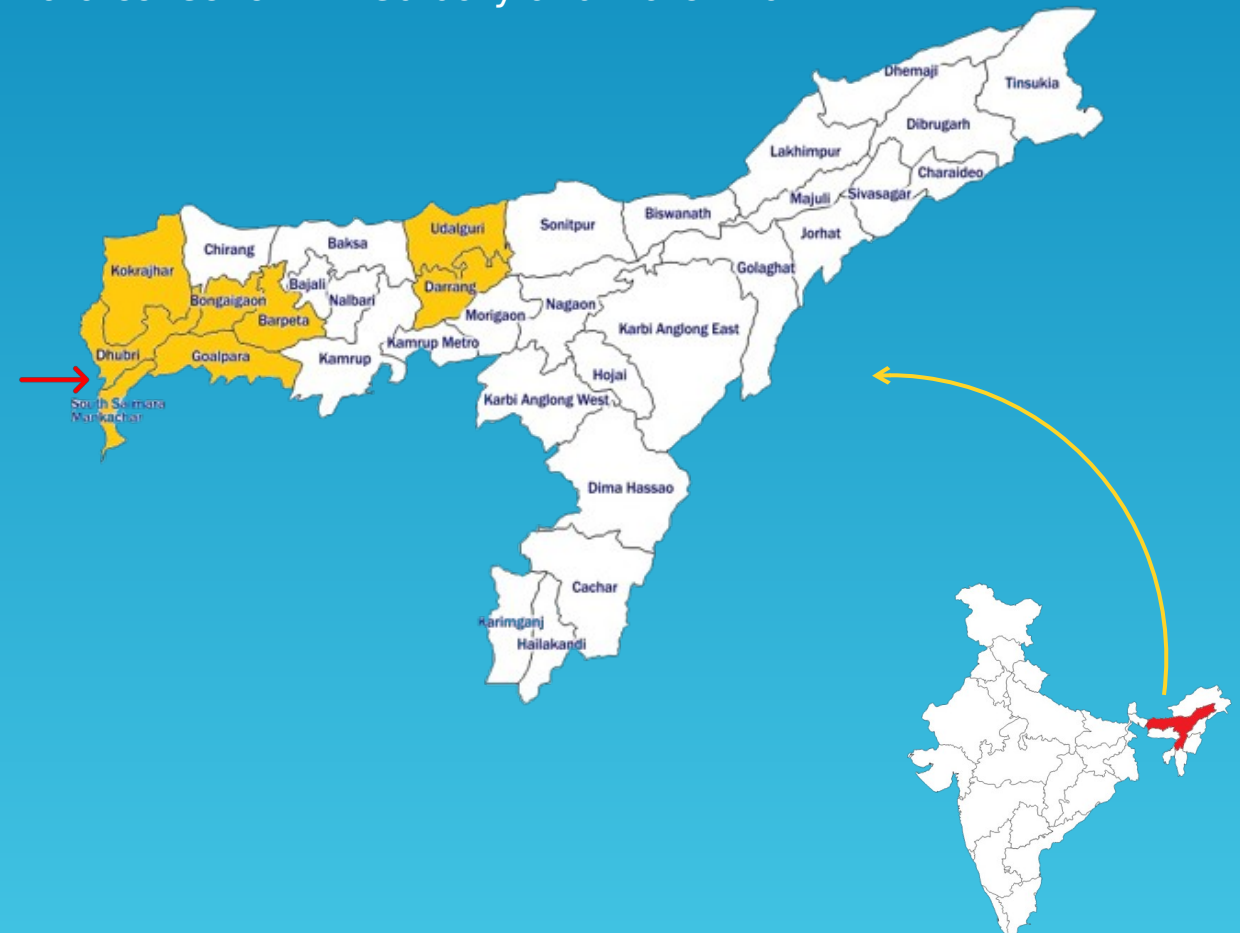 Dhemaji
Tinsukia
Dibrugarh
Lakhimpur
Charaideo
Majuli
Sivasagar
Biswanath
Sonitpur
Jorhat
Udalguri
Baksa
Chirang
Golaghat
Kokrajhar
Bajali
Darrang
Bongaigaon
Nalbari
Nagaon
Morigaon
Barpeta
Karbi Anglong East
Kamrup Metro
Dhubri
Goalpara
Kamrup
Hojai
Karbi Anglong West
South Salmara
Mankachar
Dima Hassao
Cachar
Karimganj
Hailakandi